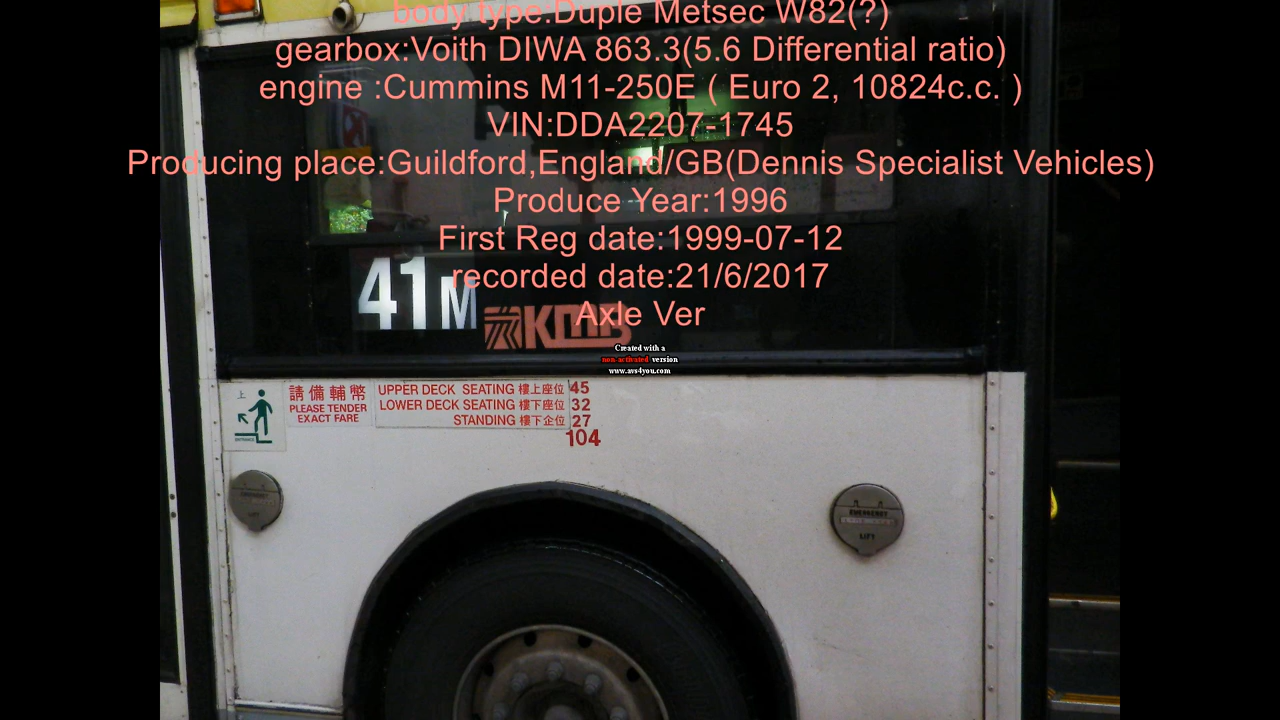 body type:Duple Metsec W82(?)
gearbox:Voith DIWA 863.3(5.6 Differential ratio)
engine :Cummins M11-250E ( Euro 2, 10824c.c. )
VIN:DDA2207-1745
Producing place:Guildford,England/GB(Dennis Specialist Vehicles)
Produce Year:1996
First Reg date:1999-07-12
recorded date:21/6/2017
Axle Ver
41M
KMB
Created with a
non-activated version
www.avs4you.com
上
ENTRANCE
請備輔幣
PLEASE TENDER
EXACT FARE
UPPER DECK SEATING 樓上座位 45
LOWER DECK SEATING 樓下座位 32
STANDING 樓下企位 27
104
EMERGENCY
LIFT
EMERGENCY
LIFT